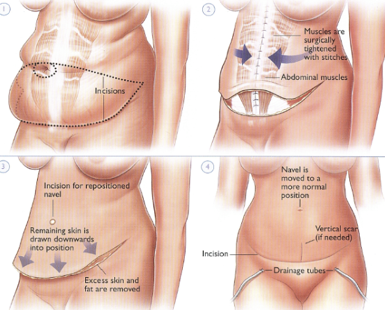 1
Incisions
2
Muscles are
surgically
tightened
with stitches
Abdominal muscles
3
Incision for repositioned
navel
Remaining skin is
drawn downwards
into position
Excess skin and
fat are removed
4
Navel is
moved to a
more normal
position
Vertical scar
(if needed)
Incision
Drainage tubes